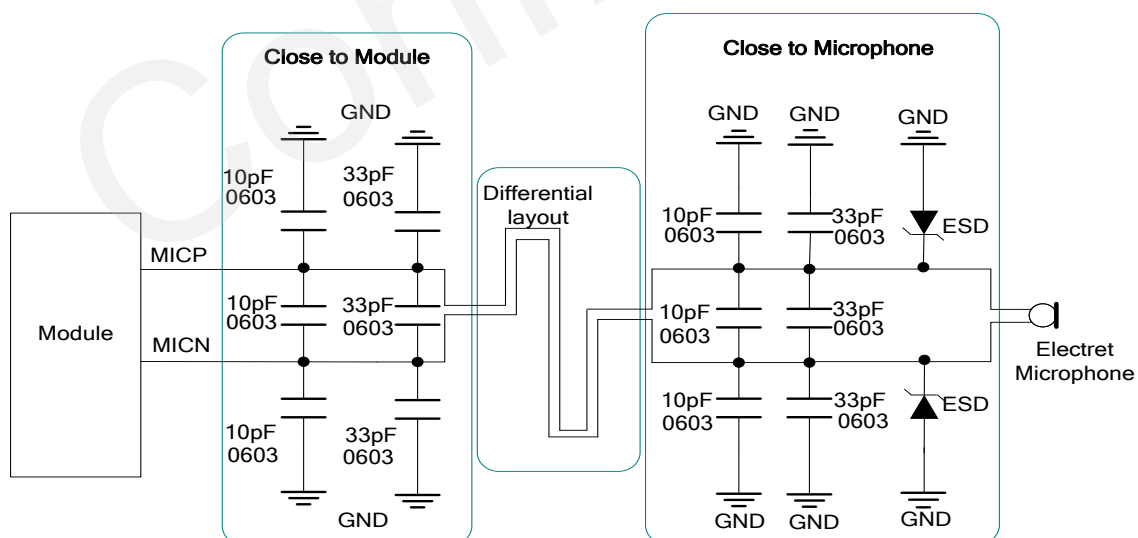 Close to Module
Close to Microphone
GND
GND
GND
GND
10pF
0603
33pF
0603
Differential
layout
10pF
0603
33pF
0603
ESD
MICP
10pF
0603
33pF
0603
10pF
0603
33pF
0603
Module
MICN
Electret
Microphone
10pF
0603
33pF
0603
10pF
0603
33pF
0603
ESD
GND
GND
GND
GND